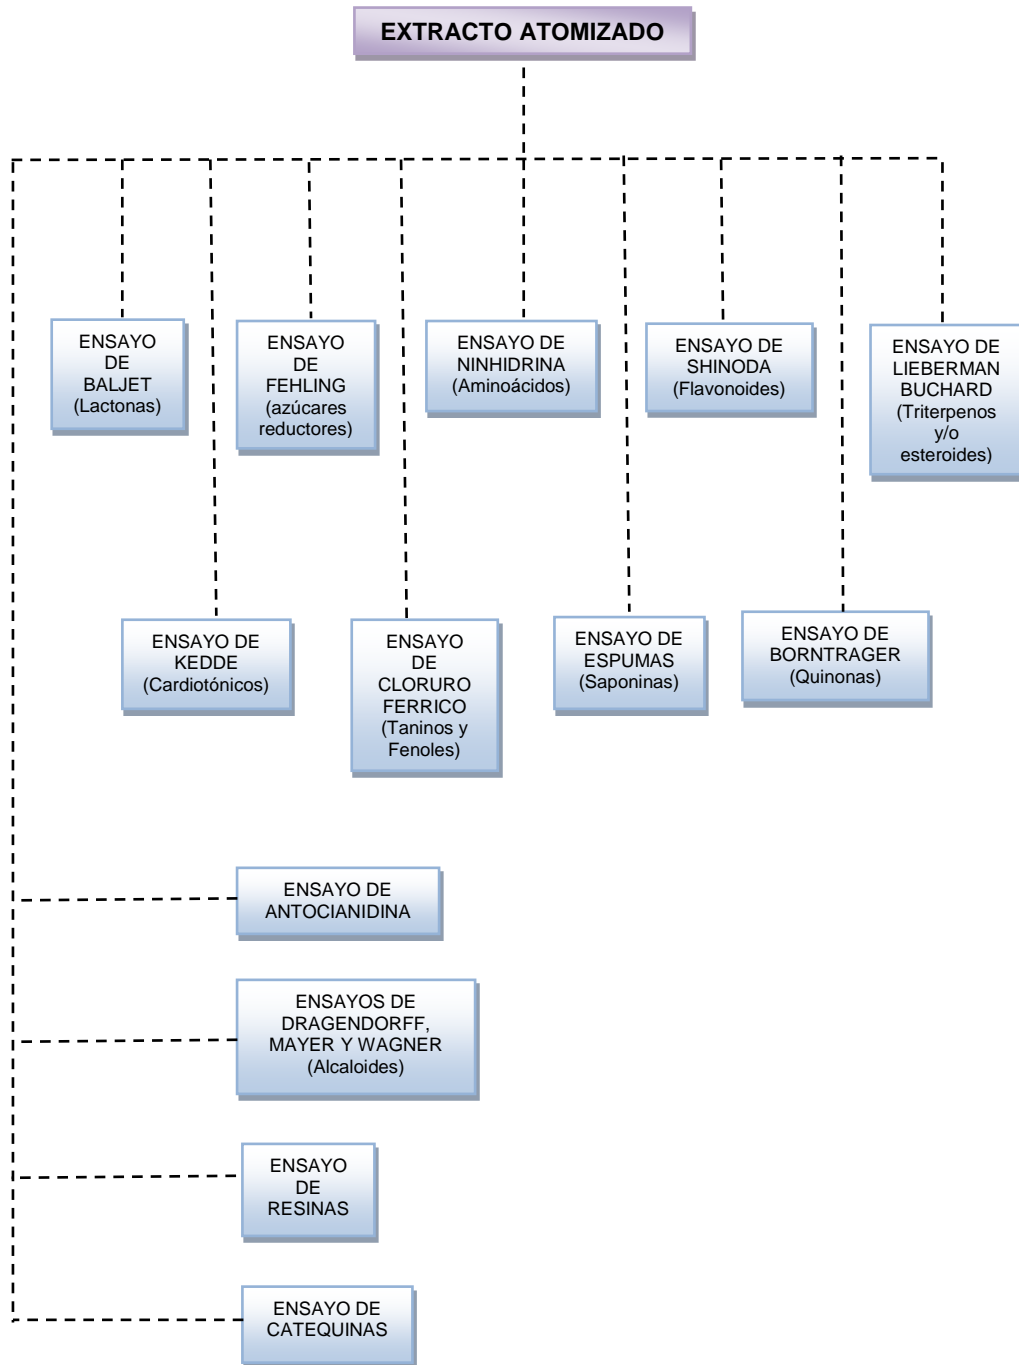 EXTRACTO ATOMIZADO
ENSAYO
DE
BALJET
(Lactonas)
ENSAYO
DE
FEHLING
(azúcares
reductores)
ENSAYO DE
NINHIDRINA
(Aminoácidos)
ENSAYO DE
SHINODA
(Flavonoides)
ENSAYO DE
LIEBERMAN
BUCHARD
(Triterpenos
y/o
esteroides)
ENSAYO DE
KEDDE
(Cardiotónicos)
ENSAYO
DE
CLORURO
FERRICO
(Taninos y
Fenoles)
ENSAYO DE
ESPUMAS
(Saponinas)
ENSAYO DE
BORNTRAGER
(Quinonas)
ENSAYO DE
ANTOCIANIDINA
ENSAYOS DE
DRAGENDORFF,
MAYER Y WAGNER
(Alcaloides)
ENSAYO
DE
RESINAS
ENSAYO DE
CATEQUINAS